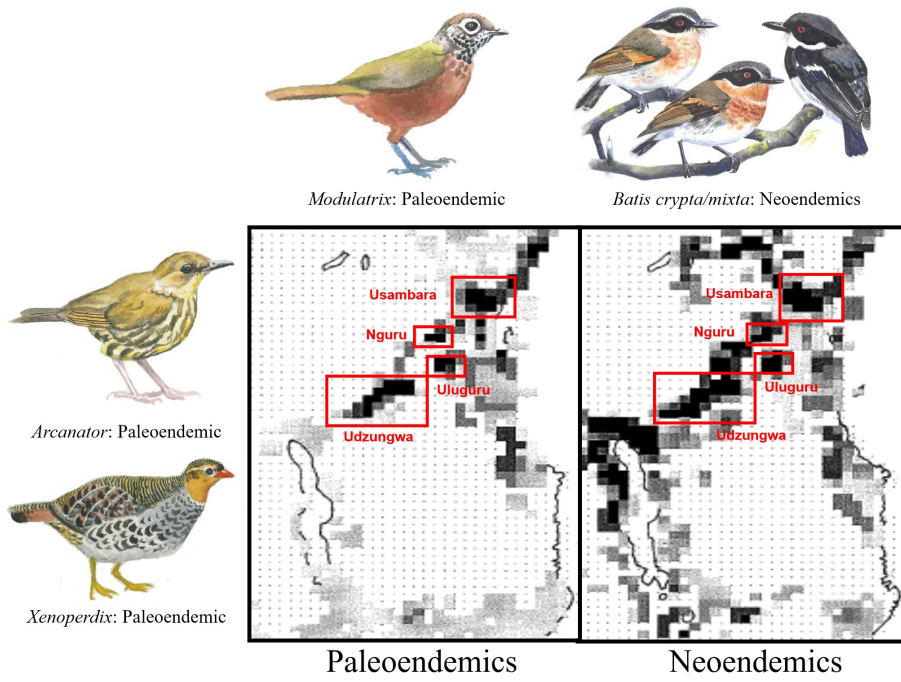 Modulatrix: Paleoendemic
Batis crypta/mixta: Neoendemics
Arcanator: Paleoendemic
Xenoperdix: Paleoendemic
Usambara
Nguru
Uluguru
Udzungwa
Usambara
Nguru
Uluguru
Udzungwa
Paleoendemics
Neoendemics